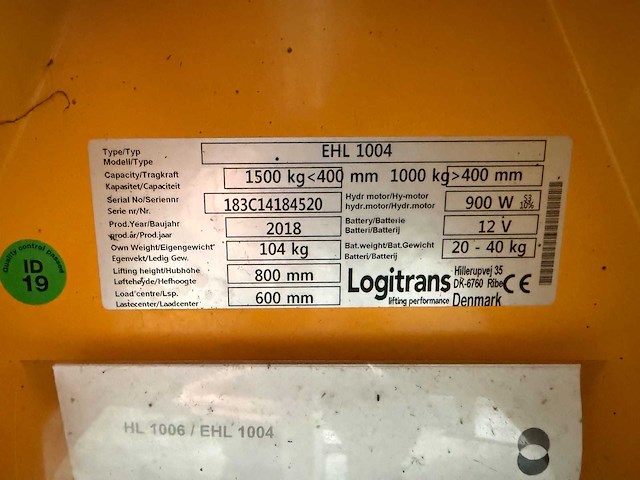 Type/Typ
Modell/Type
EHL 1004
Capacity/Tragkraft
Kapasitet/Capaciteit
1500 kg<400 mm 1000 kg>400 mm
Serial No/Seriennr
Serie nr/Nr.
183C14184520
Hydr motor/Hy-motor
hydr.motor/Hydr.motor
900 W S3 10%
Prod.Year/Baujahr
prod.år/Prod.jaar
2018
Battery/Batterie
Batteri/Batterij
12 V
Own Weight/Eigengewicht
Egenvekt/Ledig Gew.
104 kg
Bat.weight/Bat.Gewicht
Batteri/Batterij
20 - 40 kg
Lifting height/Hubhöhe
Løftehøyde/Hefhoogte
800 mm
Load centre/Lsp.
Lastecenter/Laadcenter
600 mm
Logitrans
lifting performance
Hillerupvej 35
DK-6760 Ribe
Denmark
CE
Quality control passed
ID
19
HL 1006 / EHL 1004